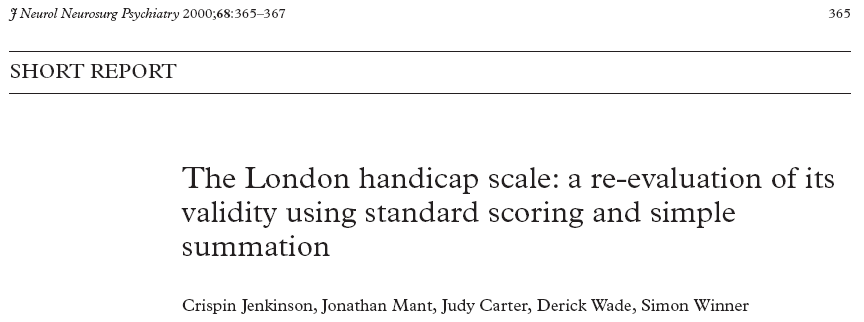 J Neurol Neurosurg Psychiatry 2000;68:365–367 365
SHORT REPORT
The London handicap scale: a re-evaluation of its
validity using standard scoring and simple
summation
Crispin Jenkinson, Jonathan Mant, Judy Carter, Derick Wade, Simon Winner